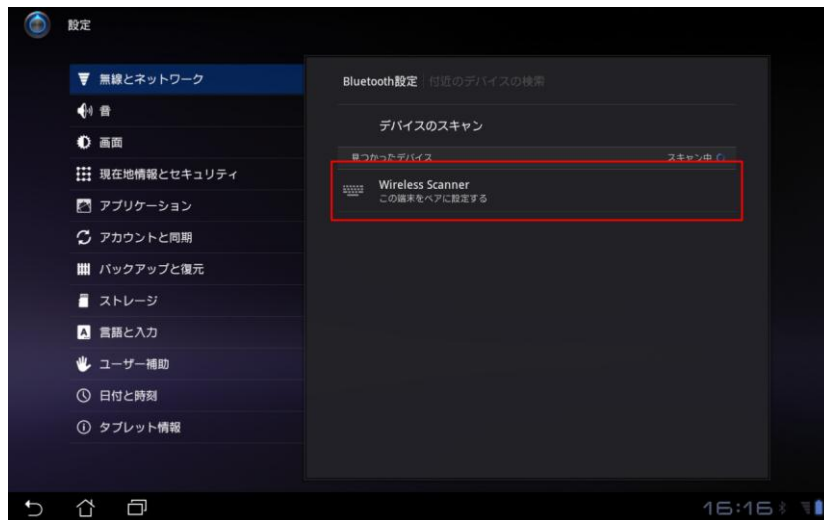 設定
無線とネットワーク
音
画面
現在地情報とセキュリティ
アプリケーション
アカウントと同期
バックアップと復元
ストレージ
A 言語と入力
ユーザー補助
日付と時刻
タブレット情報
Bluetooth設定 付近のデバイスの検索
デバイスのスキャン
見つかったデバイス スキャン中
Wireless Scanner
この端末をペアに設定する
16:16